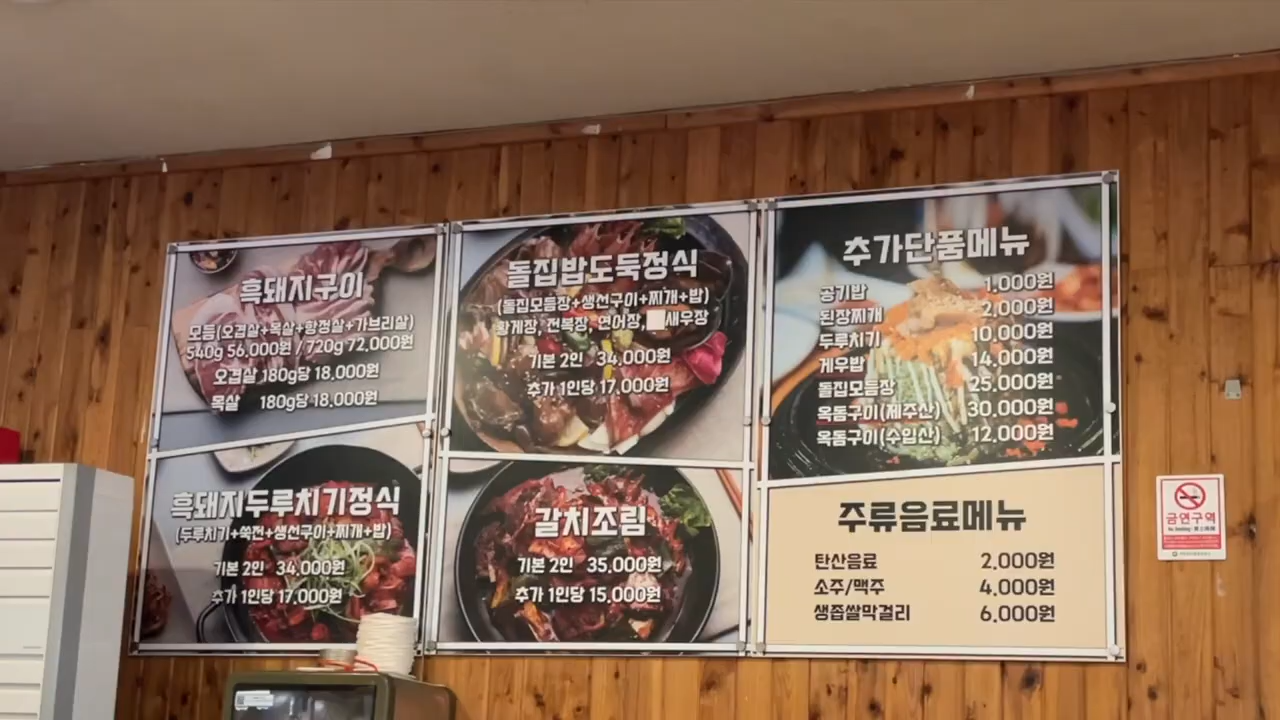 흑돼지구이
모듬(오겹살+목살+항정살+가브리살)
540g 56,000원 / 720g 72,000원
오겹살 180g당 18,000원
목살 180g당 18,000원
흑돼지두루치기정식
(두루치기+쑥전+생선구이+찌개+밥)
기본 2인 34,000원
추가 1인당 17,000원
돌집밥도둑정식
(돌집모듬장+생선구이+찌개+밥)
황게장, 전복장, 연어장, 새우장
기본 2인 34,000원
추가 1인당 17,000원
갈치조림
기본 2인 35,000원
추가 1인당 15,000원
추가단품메뉴
공기밥 1,000원
된장찌개 2,000원
두루치기 10,000원
게우밥 14,000원
돌집모듬장 25,000원
옥돔구이(제주산) 30,000원
옥돔구이(수입산) 12,000원
주류음료메뉴
탄산음료 2,000원
소주/맥주 4,000원
생좁쌀막걸리 6,000원
금연구역